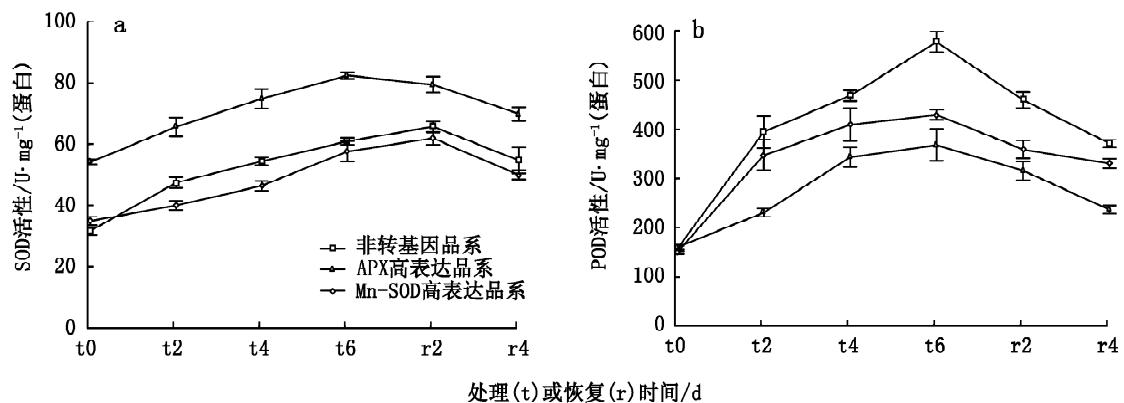 a
SOD活性/U·mg⁻¹(蛋白)
100
80
60
40
60
20
0
t0 t2 t4 t6 r2 r4
非转基因品系
APX高表达品系
Mn-SOD高表达品系
b
POD活性/U·mg⁻¹(蛋白)
600
500
400
300
200
100
0
t0 t2 t4 t6 r2 r4
处理(t)或恢复(r)时间/d